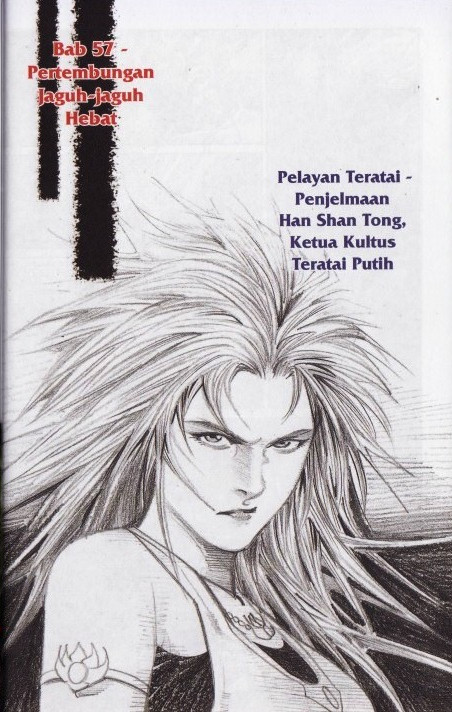 Bab 57 -
Pertembungan
Jaguh-Jaguh
Hebat
Pelayan Teratai -
Penjelmaan
Han Shan Tong,
Ketua Kultus
Teratai Putih